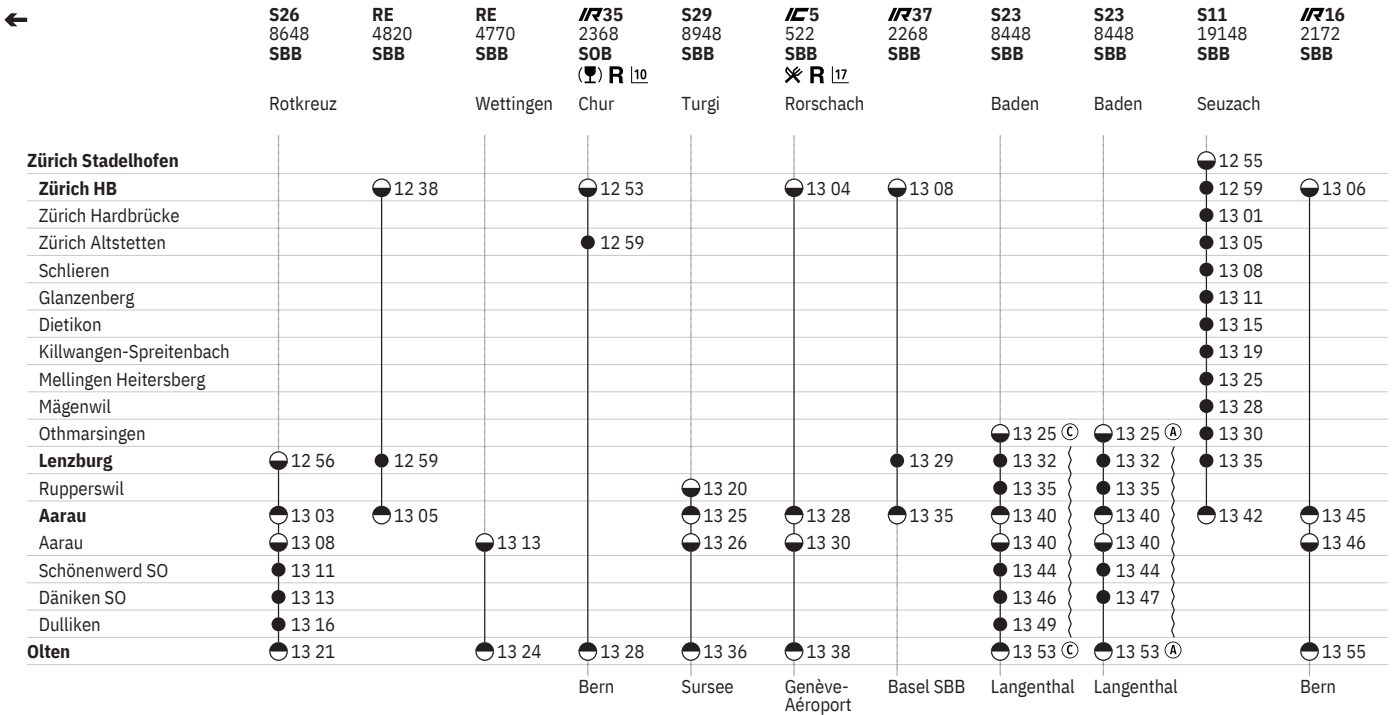 S26 RE RE IR35 S29 IC5 IR37 S23 S23 S11 IR16
8648 4820 4770 2368 8948 522 2268 8448 8448 19148 2172
SBB SBB SBB SOB SBB SBB SBB SBB SBB SBB SBB
R 10 R 17
Rotkreuz Wettingen Chur Turgi Rorschach Baden Baden Seuzach
Zürich Stadelhofen 12 55
Zürich HB 12 38 12 53 13 04 13 08 12 59 13 06
Zürich Hardbrücke 13 01
Zürich Altstetten 12 59 13 05
Schlieren 13 08
Glanzenberg 13 11
Dietikon 13 15
Killwangen-Spreitenbach 13 19
Mellingen Heitersberg 13 25
Mägenwil 13 28
Othmarsingen 13 25 C 13 25 A 13 30
Lenzburg 12 56 12 59 13 29 13 32 13 32 13 35
Rupperswil 13 20 13 35 13 35
Aarau 13 03 13 05 13 25 13 28 13 35 13 40 13 40 13 42 13 45
Aarau 13 08 13 13 13 26 13 30 13 40 13 40 13 46
Schönenwerd SO 13 11 13 44 13 44
Däniken SO 13 13 13 46 13 47
Dulliken 13 16 13 49
Olten 13 21 13 24 13 28 13 36 13 38 13 53 C 13 53 A 13 55
Bern Sursee Genève- Basel SBB Langenthal Langenthal Bern
Aéroport